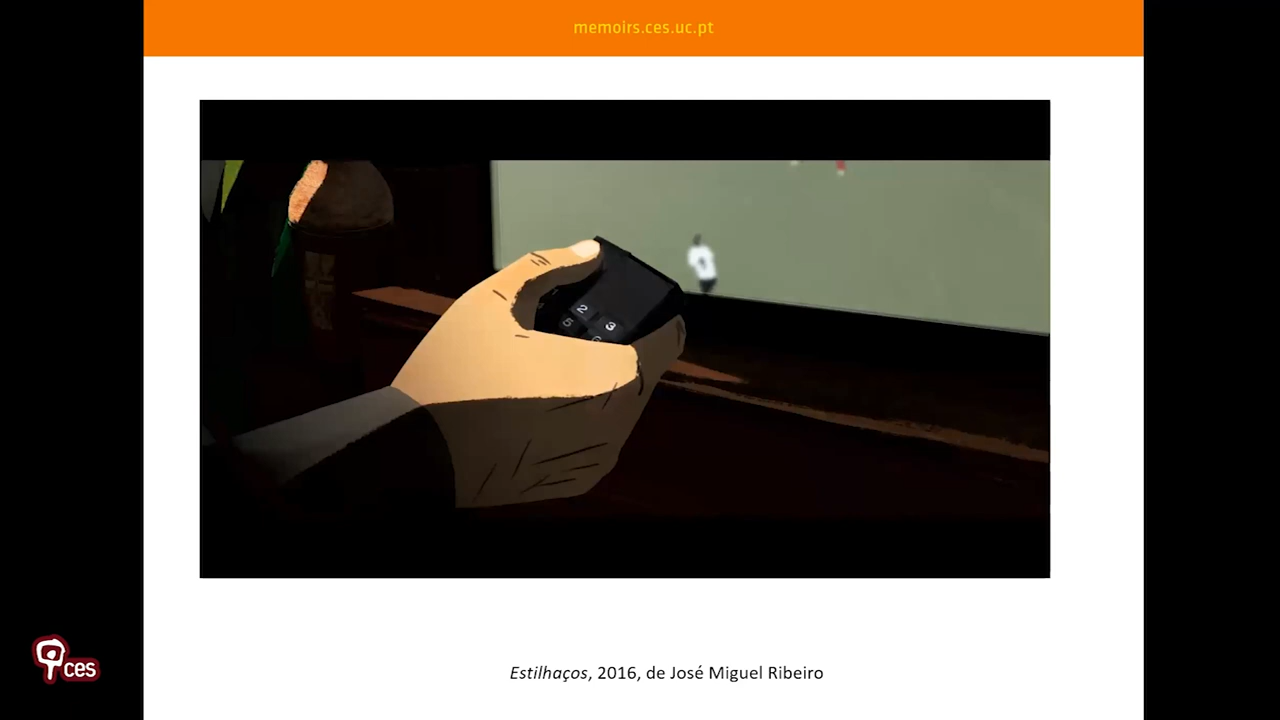 memoirs.ces.uc.pt
2
3
5
ces
Estilhaços, 2016, de José Miguel Ribeiro